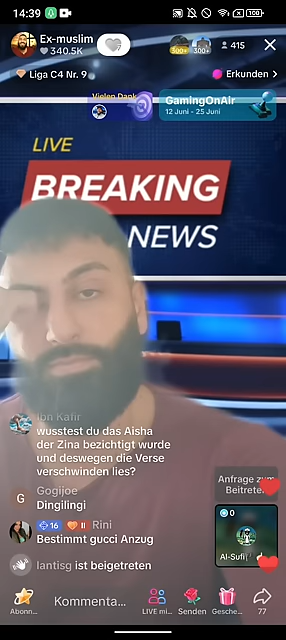 14:39
100
Ex-muslim
340.5K
500+
300+
415
Liga C4 Nr. 9
Erkunden
Vielen Dank
GamingOnAir
12 Juni - 25 Juni
LIVE
BREAKING
NEWS
Ibn Kafir
wusstest du das Aisha
der Zina bezichtigt wurde
und deswegen die Verse
verschwinden lies?
G
Gogijoe
Dingilingi
16
Rini
Bestimmt gucci Anzug
lantisg ist beigetreten
Anfrage zum
Beitreten
0
Al-Sufi
Abonn...
Kommenta...
LIVE mi...
Senden
Gesche...
77